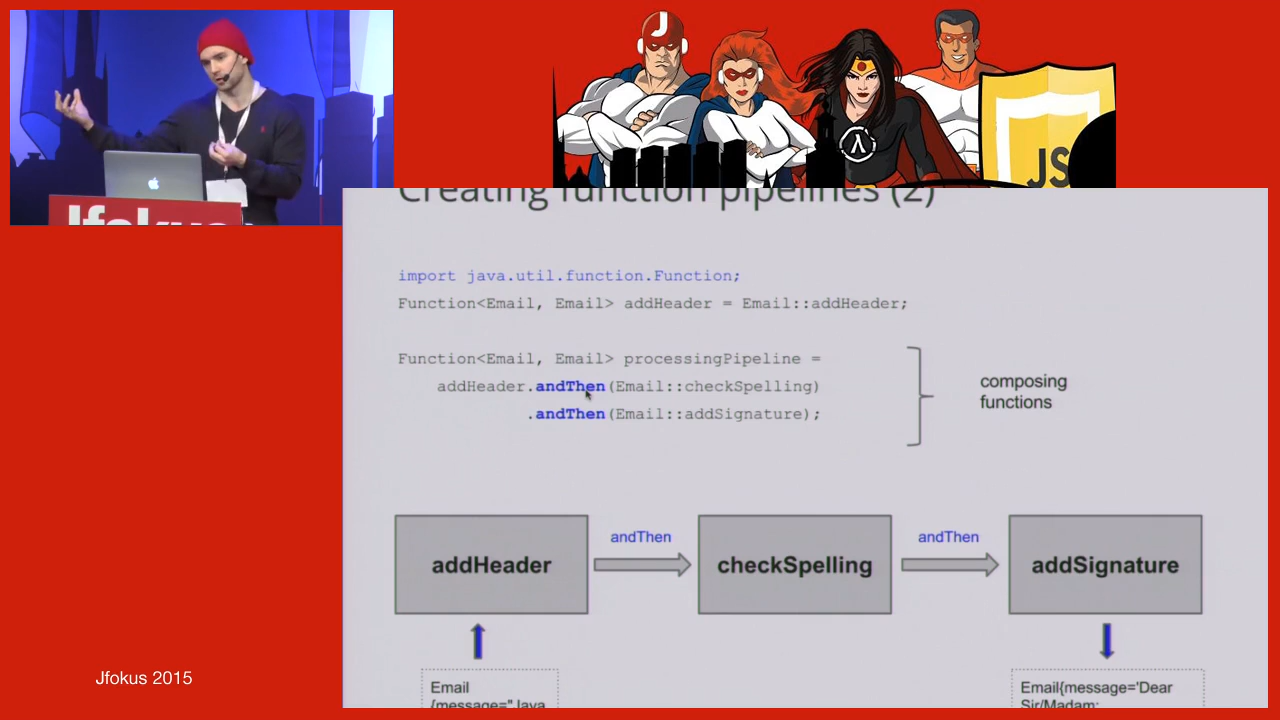 J
λ
JS
Jfokus
Creating function pipelines (2)
import java.util.function.Function;
Function<Email, Email> addHeader = Email::addHeader;
Function<Email, Email> processingPipeline =
addHeader.andThen(Email::checkSpelling)
.andThen(Email::addSignature);
composing
functions
addHeader
andThen
checkSpelling
andThen
addSignature
Email
{message="Java
Email{message='Dear
Sir/Madam:
Jfokus 2015